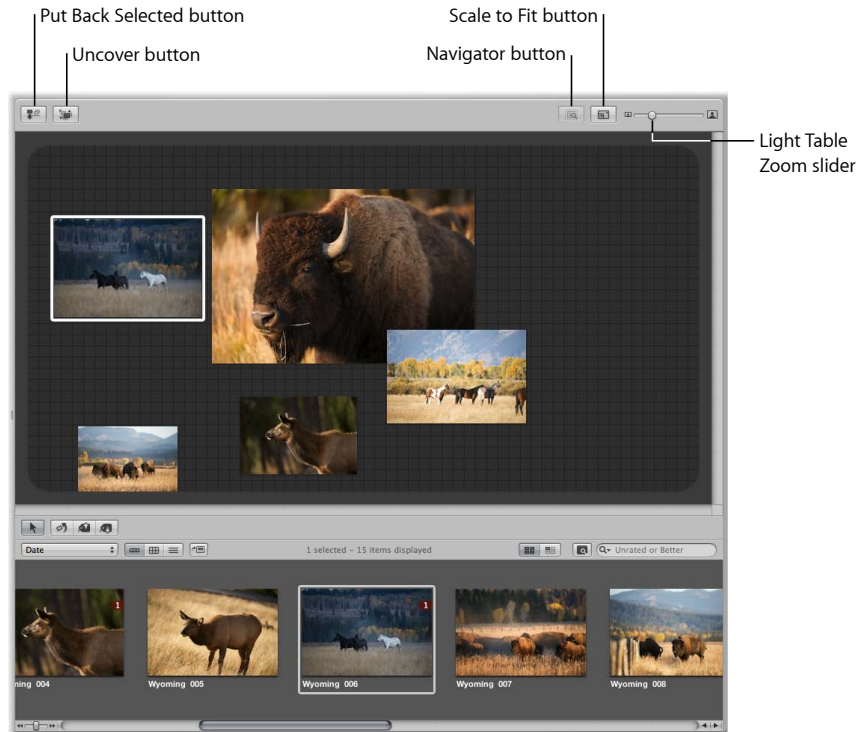 Put Back Selected button
Scale to Fit button
Uncover button
Navigator button
Light Table
Zoom slider
Date
1 selected – 15 items displayed
Unrated or Better
1
1
ning 004
Wyoming 005
Wyoming 006
Wyoming 007
Wyoming 008